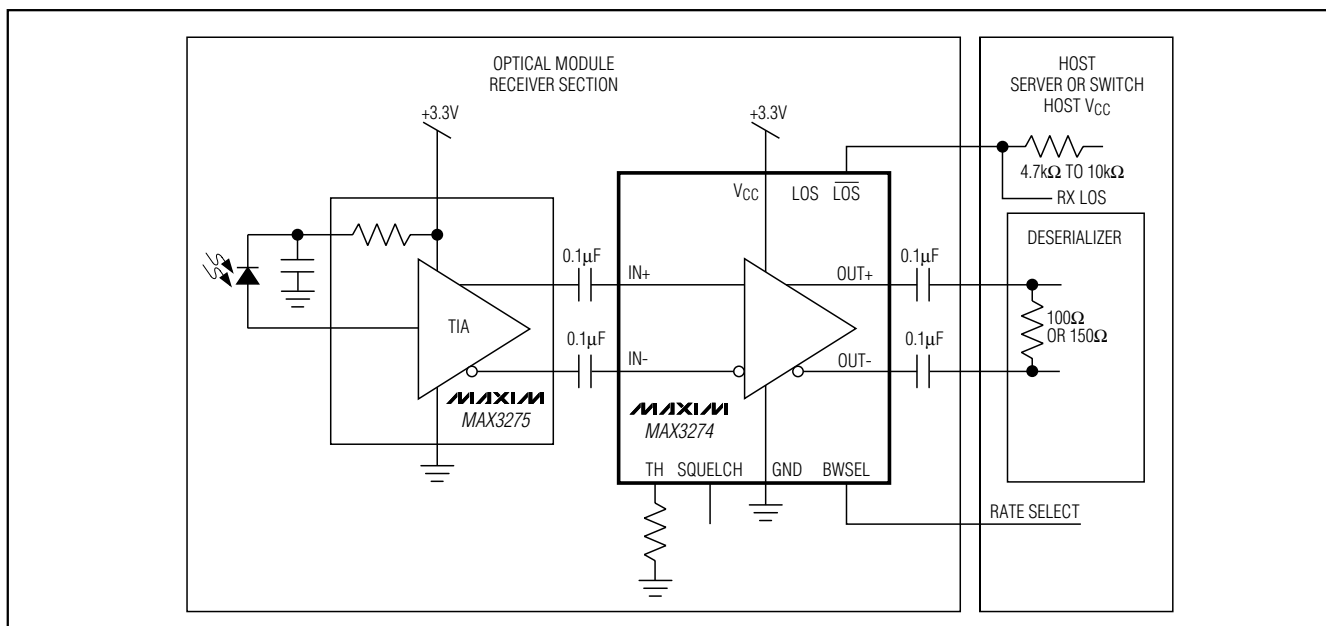 OPTICAL MODULE
RECEIVER SECTION
HOST
SERVER OR SWITCH
HOST VCC
+3.3V
+3.3V
4.7kΩ TO 10kΩ
RX LOS
VCC
LOS
LOS
DESERIALIZER
0.1µF
IN+
OUT+
0.1µF
TIA
100Ω
OR 150Ω
0.1µF
IN-
OUT-
0.1µF
MAXIM
MAX3275
MAXIM
MAX3274
TH
SQUELCH
GND
BWSEL
RATE SELECT